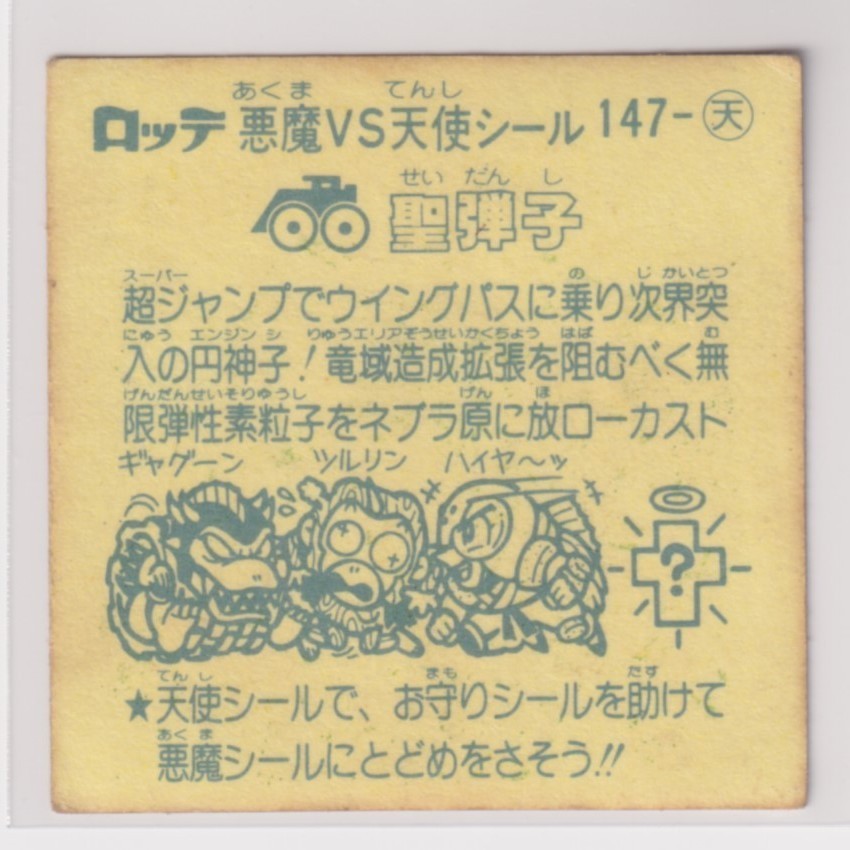 あくま てんし
ロッテ 悪魔VS天使シール 147-天
せいだんし
聖弾子
スーパー の じかいとつ
超ジャンプでウイングパスに乗り次界突
にゅう エンジンシ りゅうエリアぞうせいかくちょう はば む
入の円神子!竜域造成拡張を阻むべく無
げんだんせいそりゅうし げん ほ
限弾性素粒子をネブラ原に放ローカスト
ギャグーン ツルリン ハイヤ〜ッ
?
てんし まも たす
★天使シールで、お守りシールを助けて
あくま
悪魔シールにとどめをさそう!!